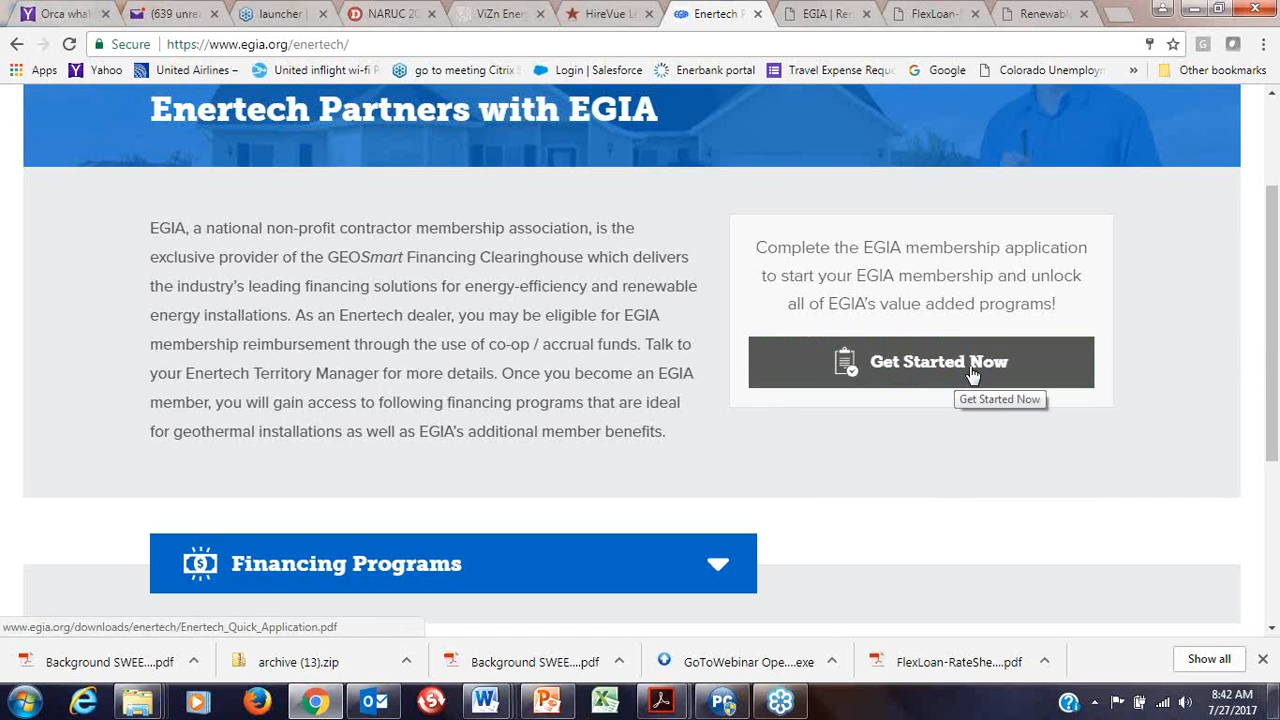 Orca whal
(639 unre
launcher
NARUC 20
ViZn Ener
HireVue L
Enertech P
EGIA | Re
FlexLoan-
Renewabl
Secure
https://www.egia.org/enertech/
Apps
Yahoo
United Airlines –
United inflight wi-fi
go to meeting Citrix
Login | Salesforce
Enerbank portal
Travel Expense Requ
Google
Colorado Unemploy
»
Other bookmarks
Enertech Partners with EGIA
EGIA, a national non-profit contractor membership association, is the
exclusive provider of the GEOSmart Financing Clearinghouse which delivers
the industry's leading financing solutions for energy-efficiency and renewable
energy installations. As an Enertech dealer, you may be eligible for EGIA
membership reimbursement through the use of co-op / accrual funds. Talk to
your Enertech Territory Manager for more details. Once you become an EGIA
member, you will gain access to following financing programs that are ideal
for geothermal installations as well as EGIA's additional member benefits.
Complete the EGIA membership application
to start your EGIA membership and unlock
all of EGIA's value added programs!
Get Started Now
Get Started Now
Financing Programs
www.egia.org/downloads/enertech/Enertech_Quick_Application.pdf
Background SWEE....pdf
archive (13).zip
Background SWEE....pdf
GoToWebinar Ope....exe
FlexLoan-RateShe....pdf
Show all
8:42 AM
7/27/2017